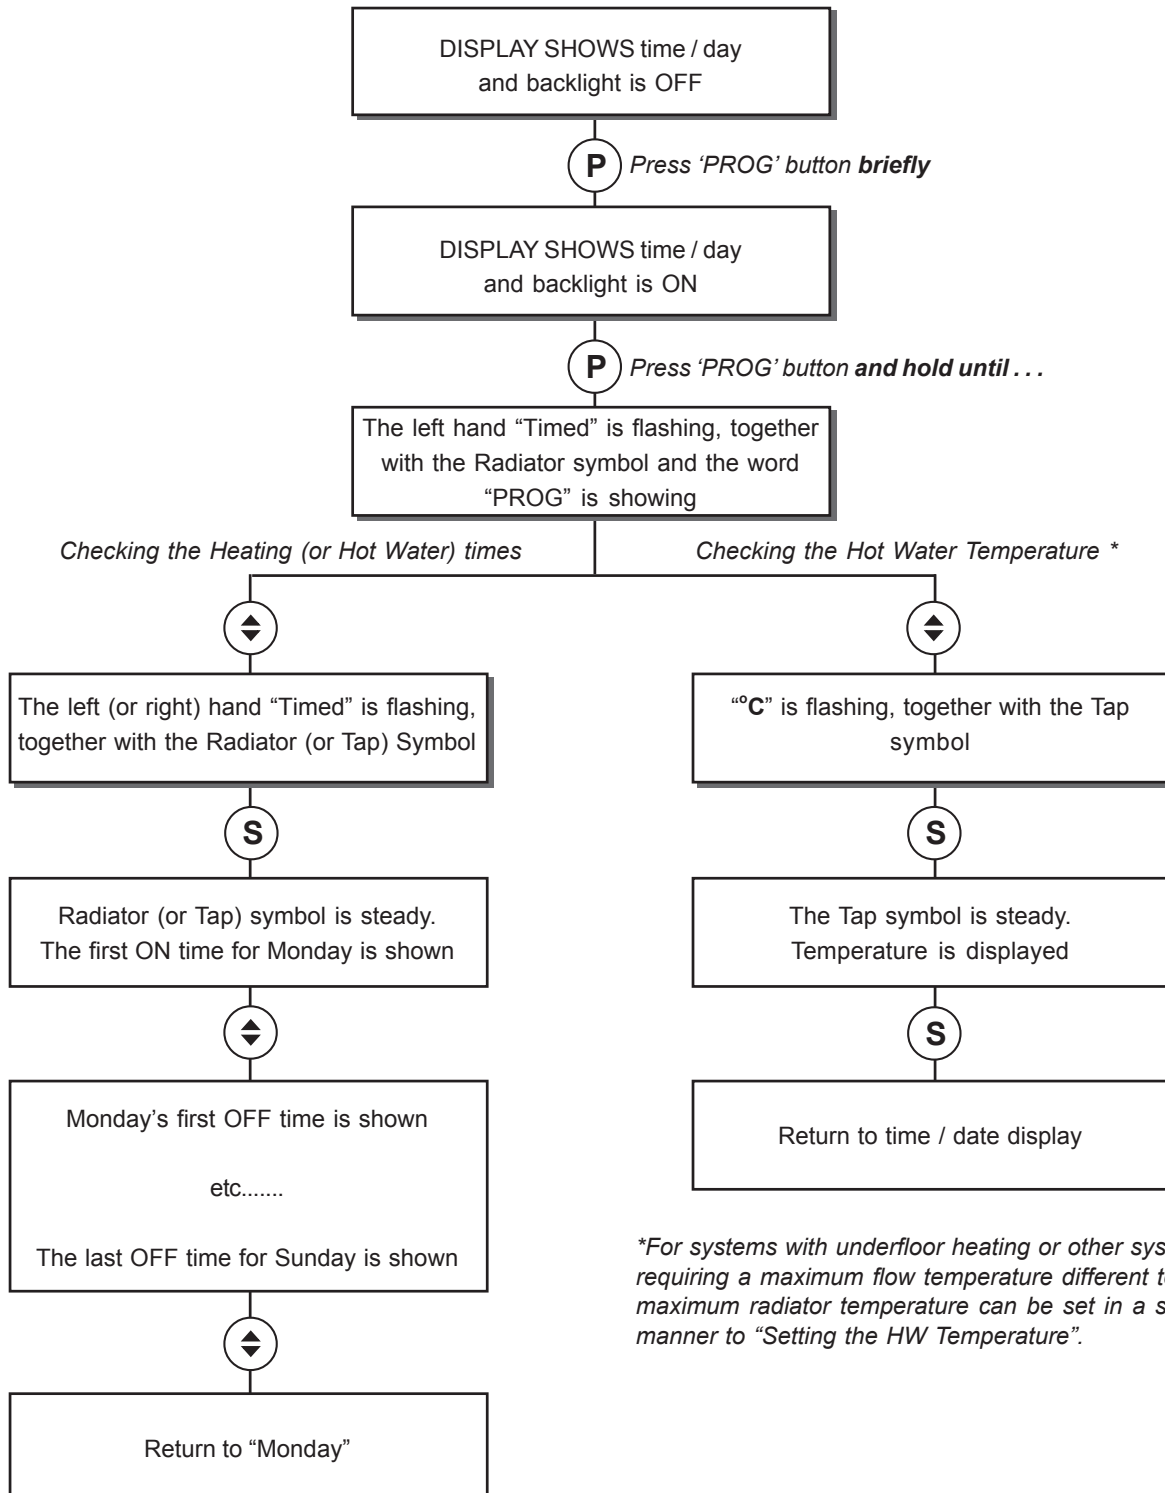 DISPLAY SHOWS time / day
and backlight is OFF
P
Press ‘PROG’ button briefly
DISPLAY SHOWS time / day
and backlight is ON
P
Press ‘PROG’ button and hold until . . .
The left hand “Timed” is flashing, together
with the Radiator symbol and the word
“PROG” is showing
Checking the Heating (or Hot Water) times
Checking the Hot Water Temperature *
The left (or right) hand “Timed” is flashing,
together with the Radiator (or Tap) Symbol
S
Radiator (or Tap) symbol is steady.
The first ON time for Monday is shown
Monday’s first OFF time is shown
etc.......
The last OFF time for Sunday is shown
Return to “Monday”
“°C” is flashing, together with the Tap
symbol
S
The Tap symbol is steady.
Temperature is displayed
S
Return to time / date display
*For systems with underfloor heating or other
requiring a maximum flow temperature different
maximum radiator temperature can be set in a
manner to “Setting the HW Temperature”.